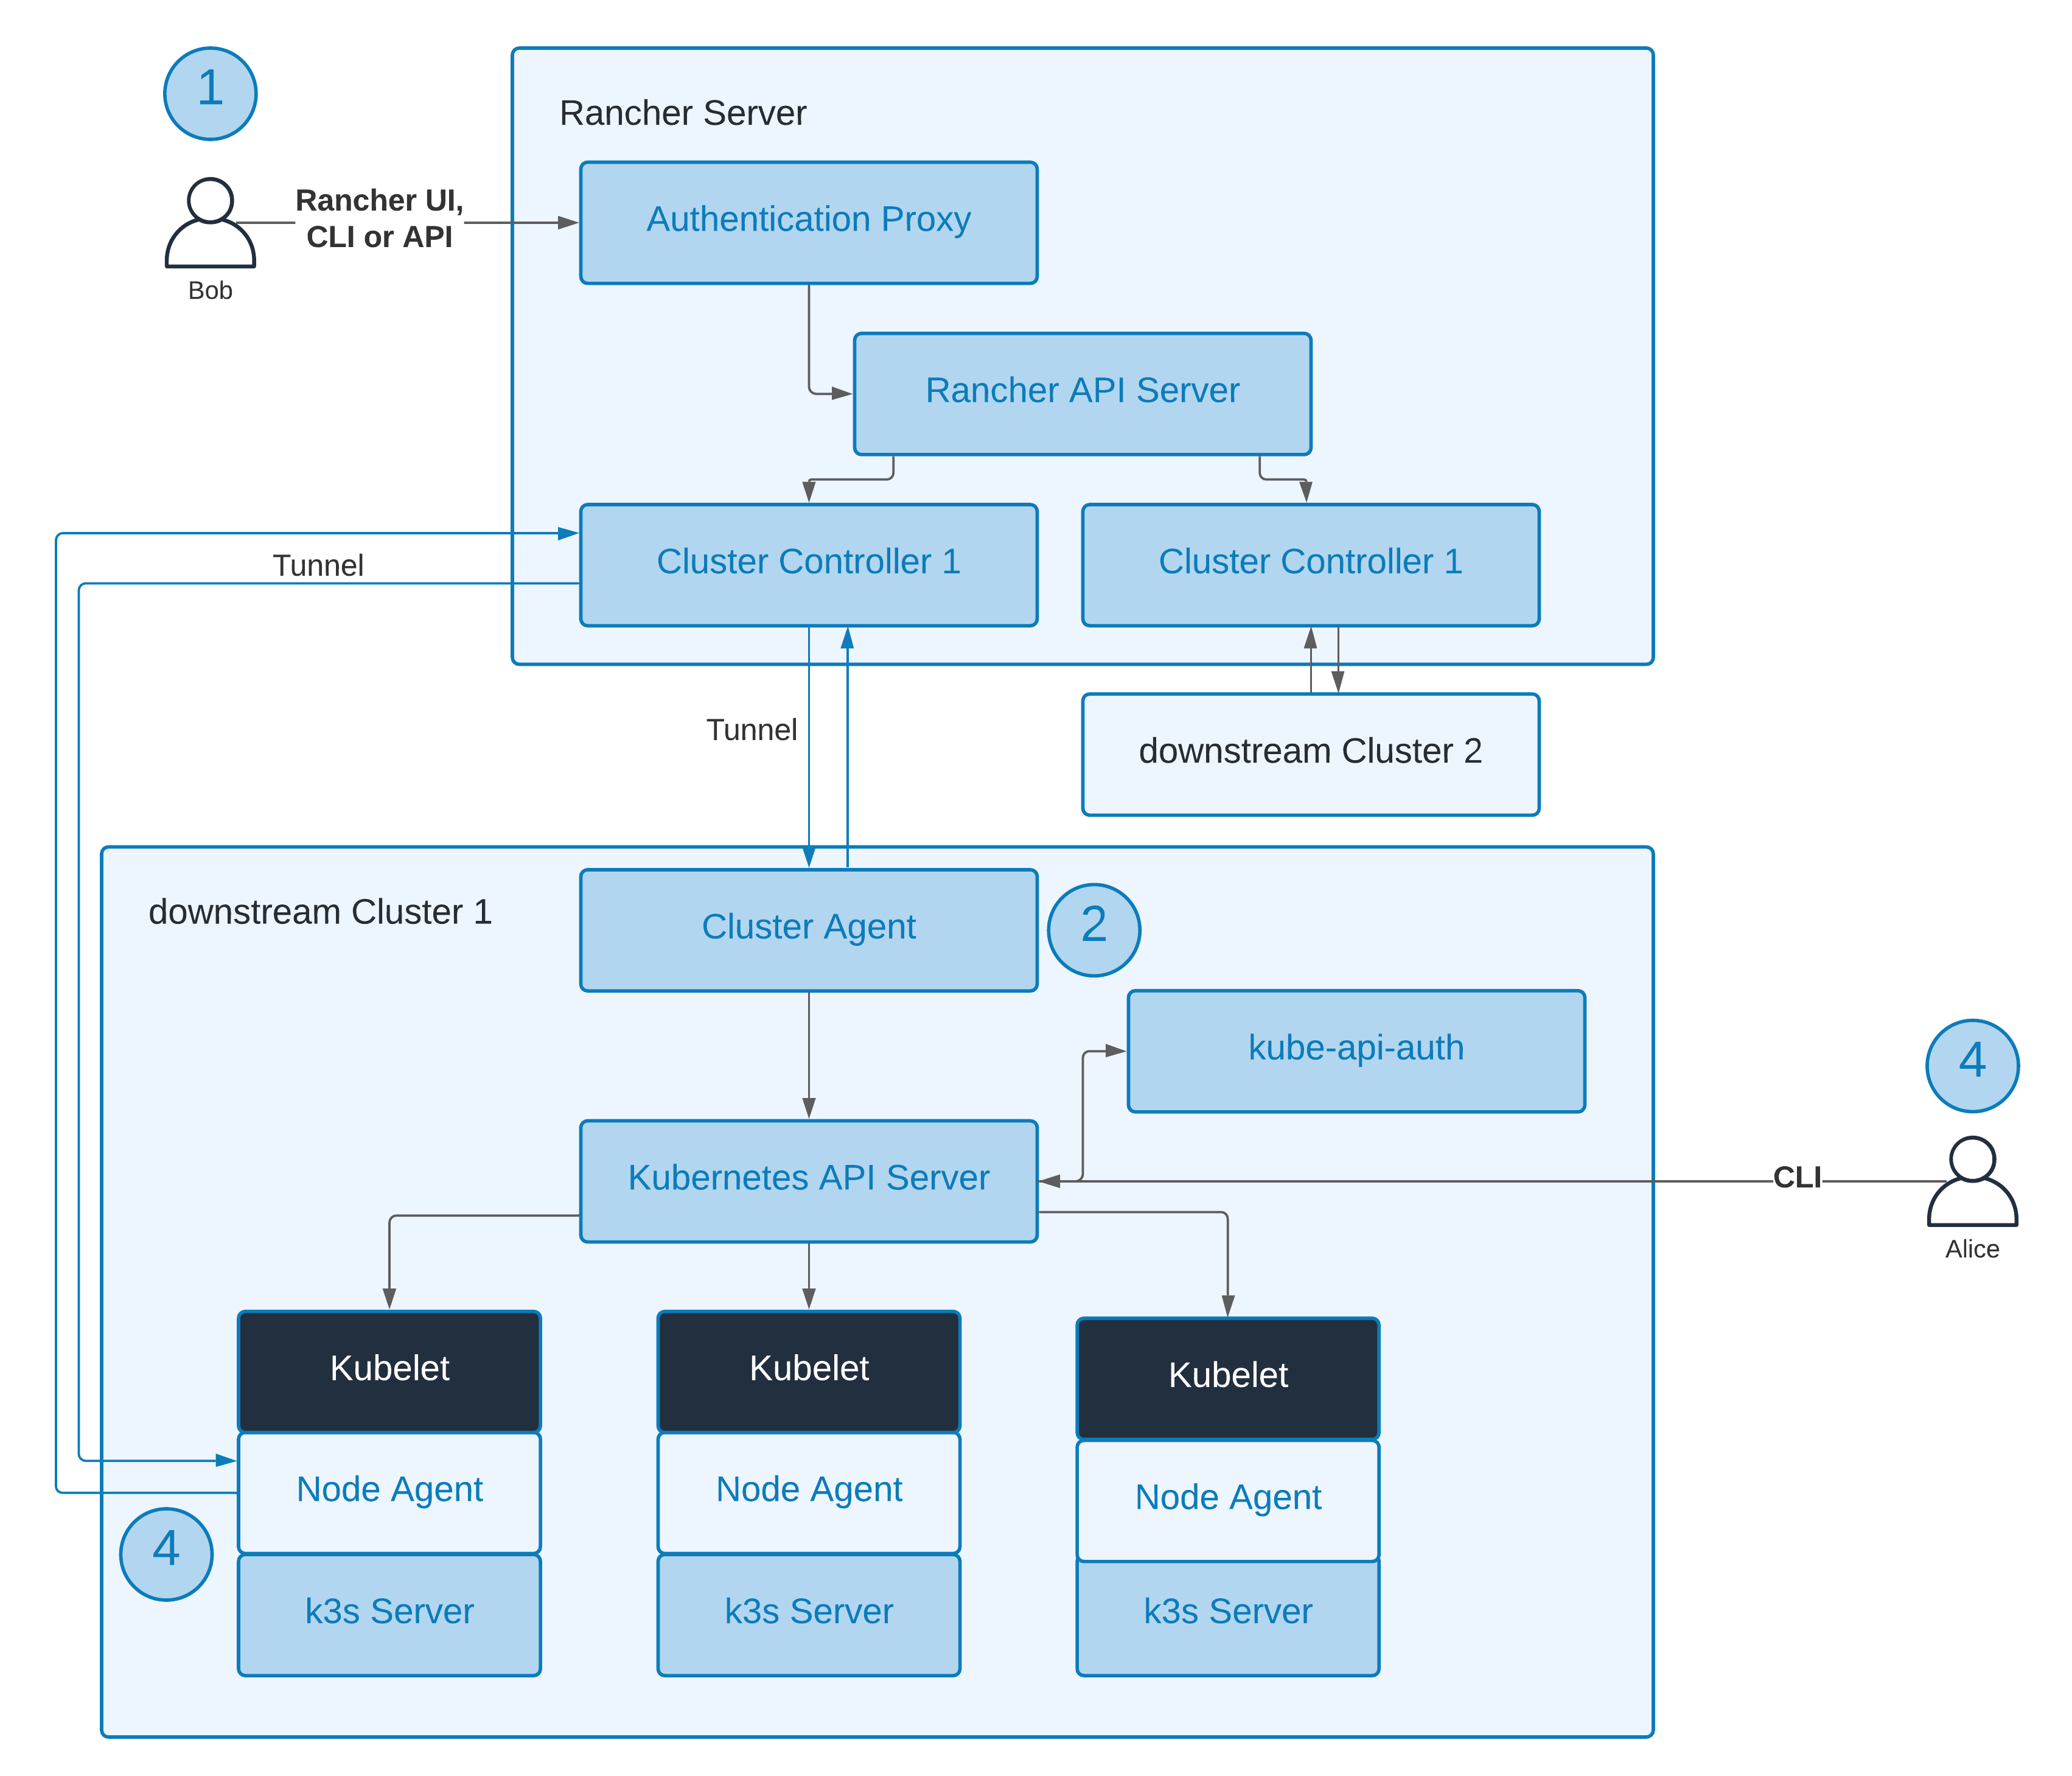 1
Rancher Server
Rancher UI,
CLI or API
Bob
Authentication Proxy
Rancher API Server
Tunnel
Cluster Controller 1
Cluster Controller 1
Tunnel
downstream Cluster 2
downstream Cluster 1
Cluster Agent
2
kube-api-auth
4
Kubernetes API Server
CLI
Alice
Kubelet
Kubelet
Kubelet
Node Agent
Node Agent
Node Agent
4
k3s Server
k3s Server
k3s Server